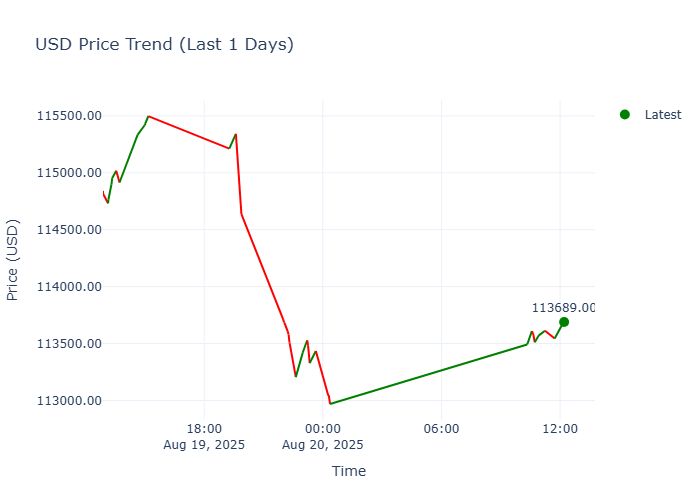 USD Price Trend (Last 1 Days)
Latest
115500.00
115000.00
114500.00
114000.00
113500.00
113000.00
Price (USD)
113689.00
18:00
Aug 19, 2025
00:00
Aug 20, 2025
06:00
12:00
Time